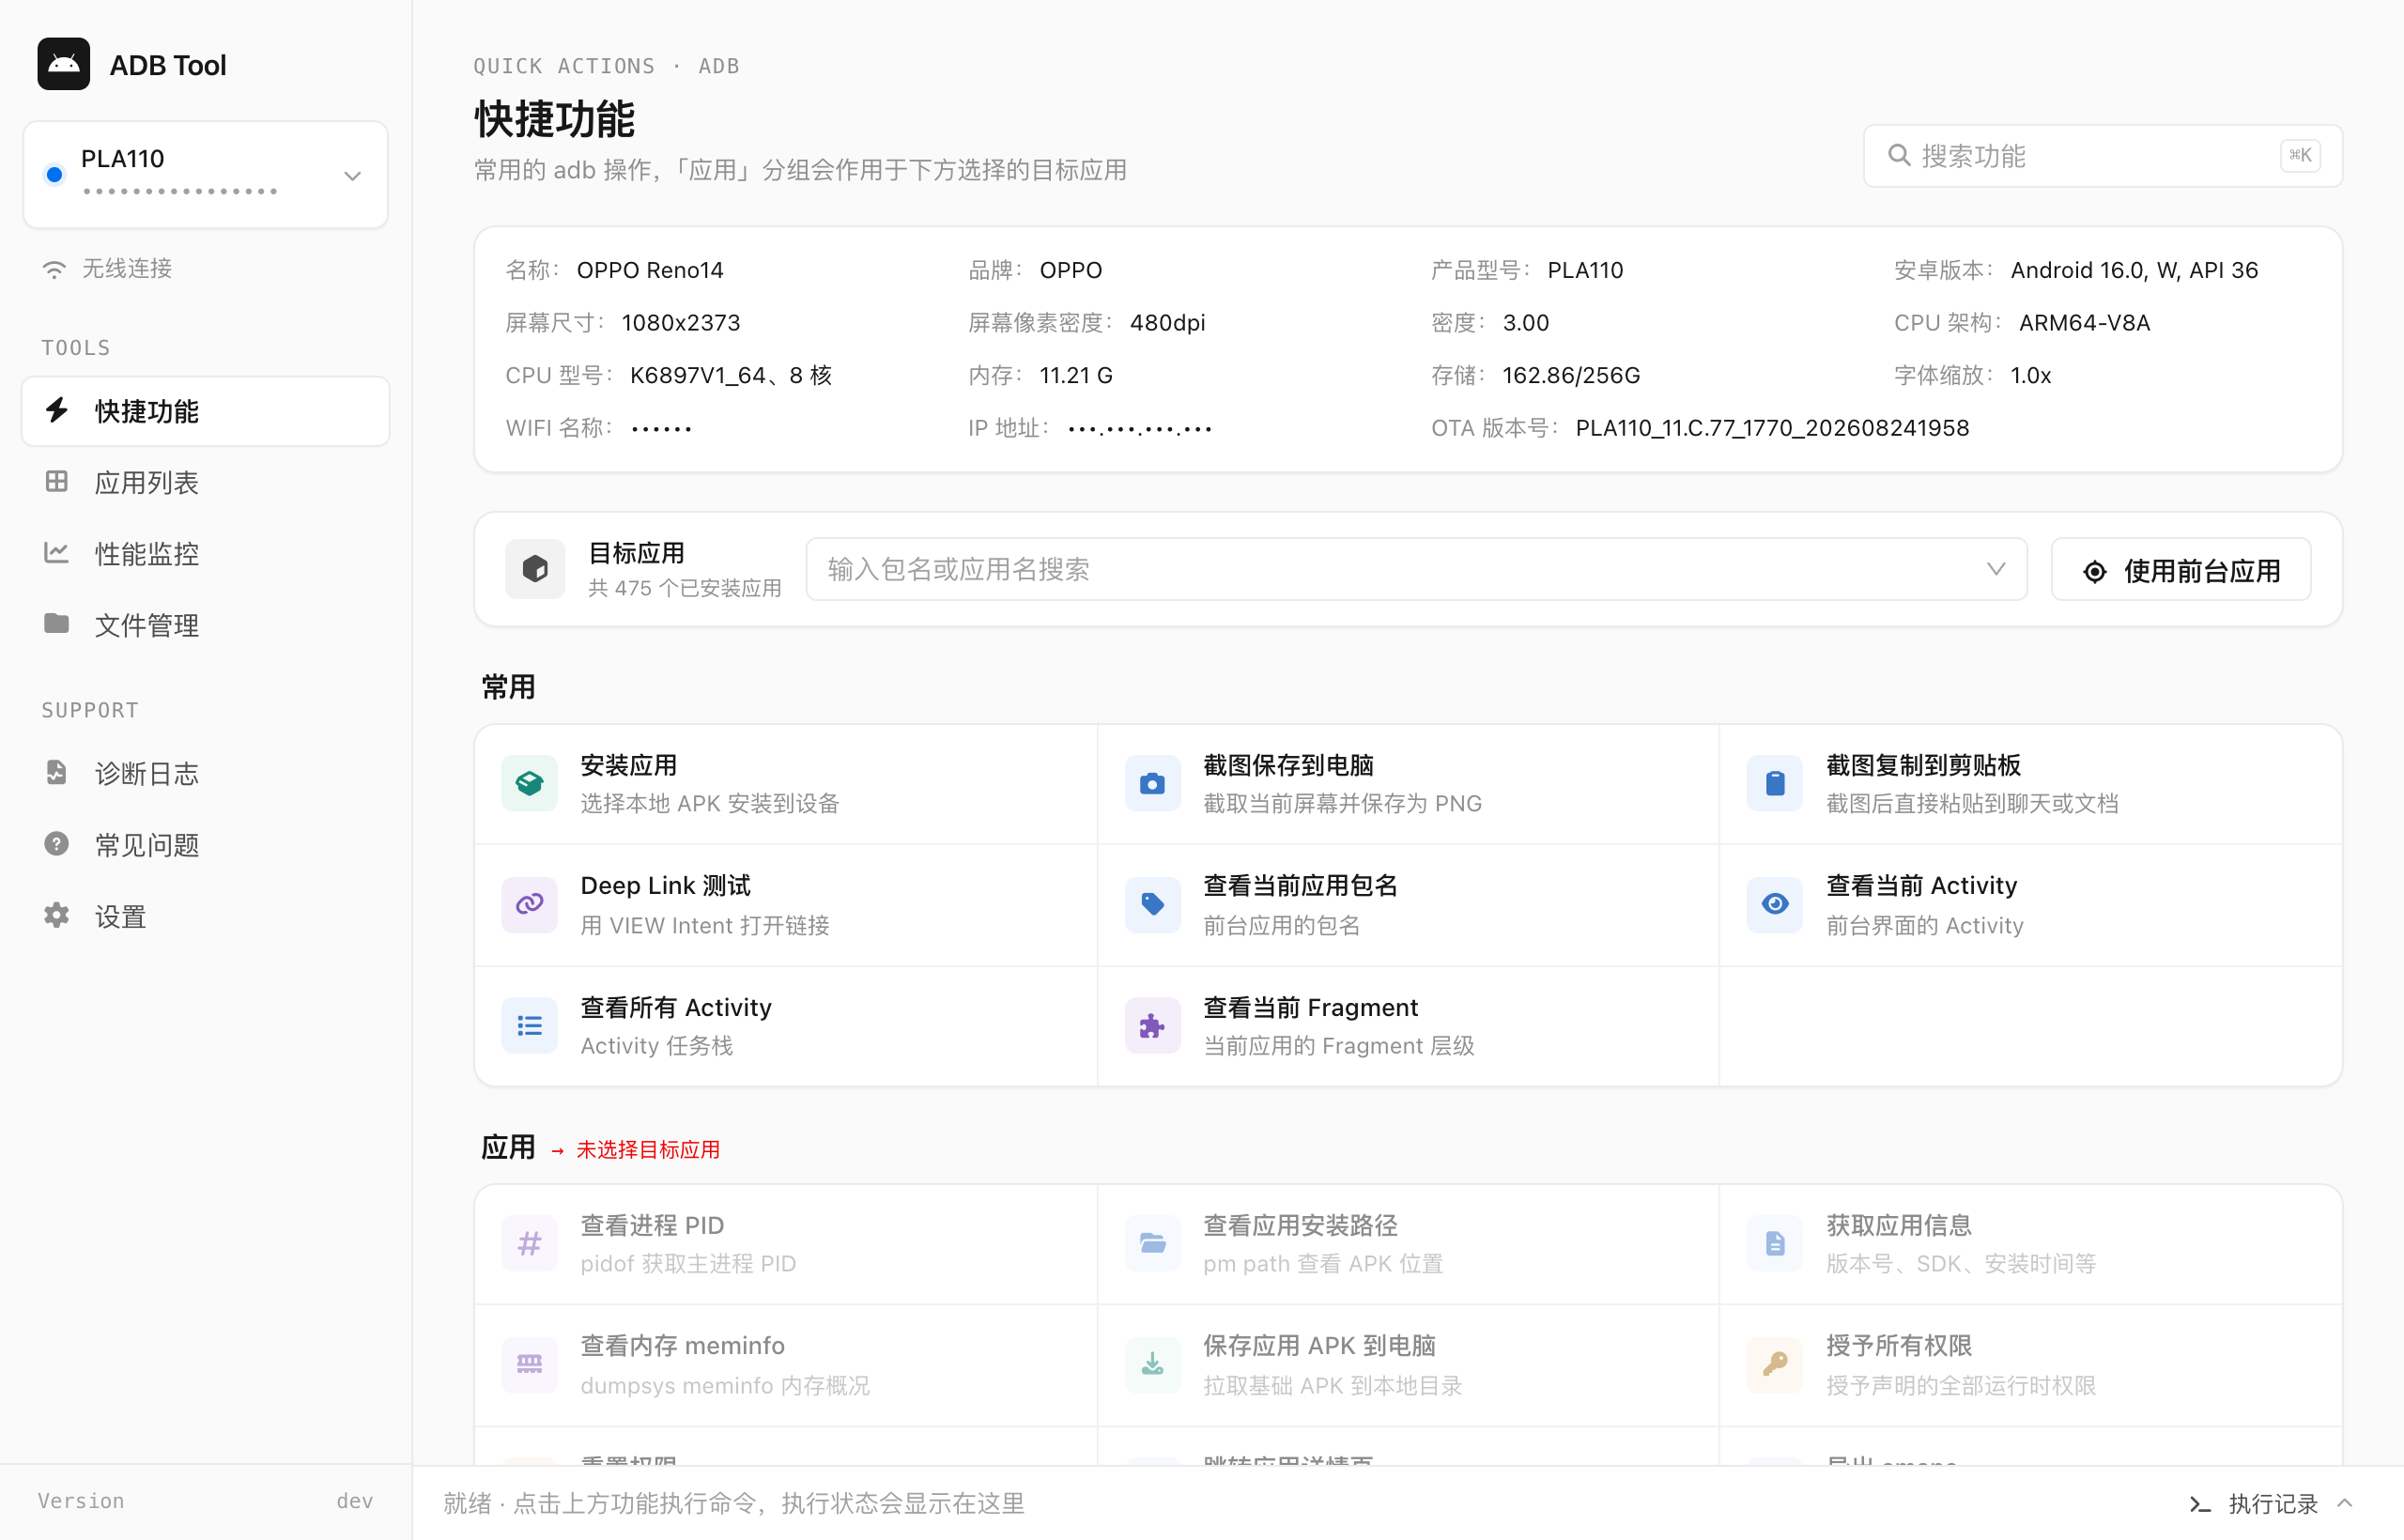 ADB Tool
PLA110
无线连接
TOOLS
快捷功能
应用列表
性能监控
文件管理
SUPPORT
诊断日志
常见问题
设置
Version dev
QUICK ACTIONS · ADB
快捷功能
常用的 adb 操作，「应用」分组会作用于下方选择的目标应用
搜索功能 ⌘K
名称： OPPO Reno14 品牌： OPPO 产品型号： PLA110 安卓版本： Android 16.0, W, API 36
屏幕尺寸： 1080x2373 屏幕像素密度： 480dpi 密度： 3.00 CPU 架构： ARM64-V8A
CPU 型号： K6897V1_64、8 核 内存： 11.21 G 存储： 162.86/256G 字体缩放： 1.0x
WIFI 名称： •••••• IP 地址： •••.•••.•••.••• OTA 版本号： PLA110_11.C.77_1770_202608241958
目标应用
共 475 个已安装应用
输入包名或应用名搜索
使用前台应用
常用
安装应用
选择本地 APK 安装到设备
截图保存到电脑
截取当前屏幕并保存为 PNG
截图复制到剪贴板
截图后直接粘贴到聊天或文档
Deep Link 测试
用 VIEW Intent 打开链接
查看当前应用包名
前台应用的包名
查看当前 Activity
前台界面的 Activity
查看所有 Activity
Activity 任务栈
查看当前 Fragment
当前应用的 Fragment 层级
应用 → 未选择目标应用
查看进程 PID
pidof 获取主进程 PID
查看应用安装路径
pm path 查看 APK 位置
获取应用信息
版本号、SDK、安装时间等
查看内存 meminfo
dumpsys meminfo 内存概况
保存应用 APK 到电脑
拉取基础 APK 到本地目录
授予所有权限
授予声明的全部运行时权限
重置权限
跳转应用详情页
导出 smaps
就绪 · 点击上方功能执行命令，执行状态会显示在这里
执行记录